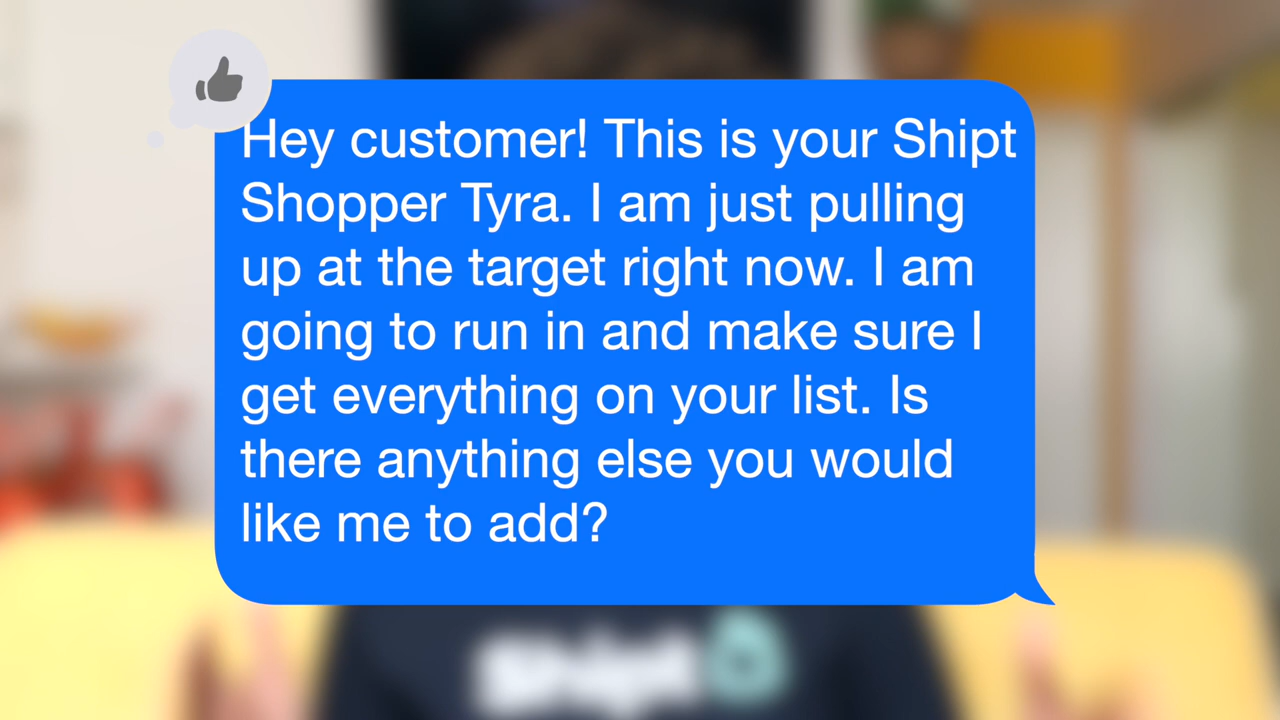 Hey customer! This is your Shipt
Shopper Tyra. I am just pulling
up at the target right now. I am
going to run in and make sure I
get everything on your list. Is
there anything else you would
like me to add?
Shipt